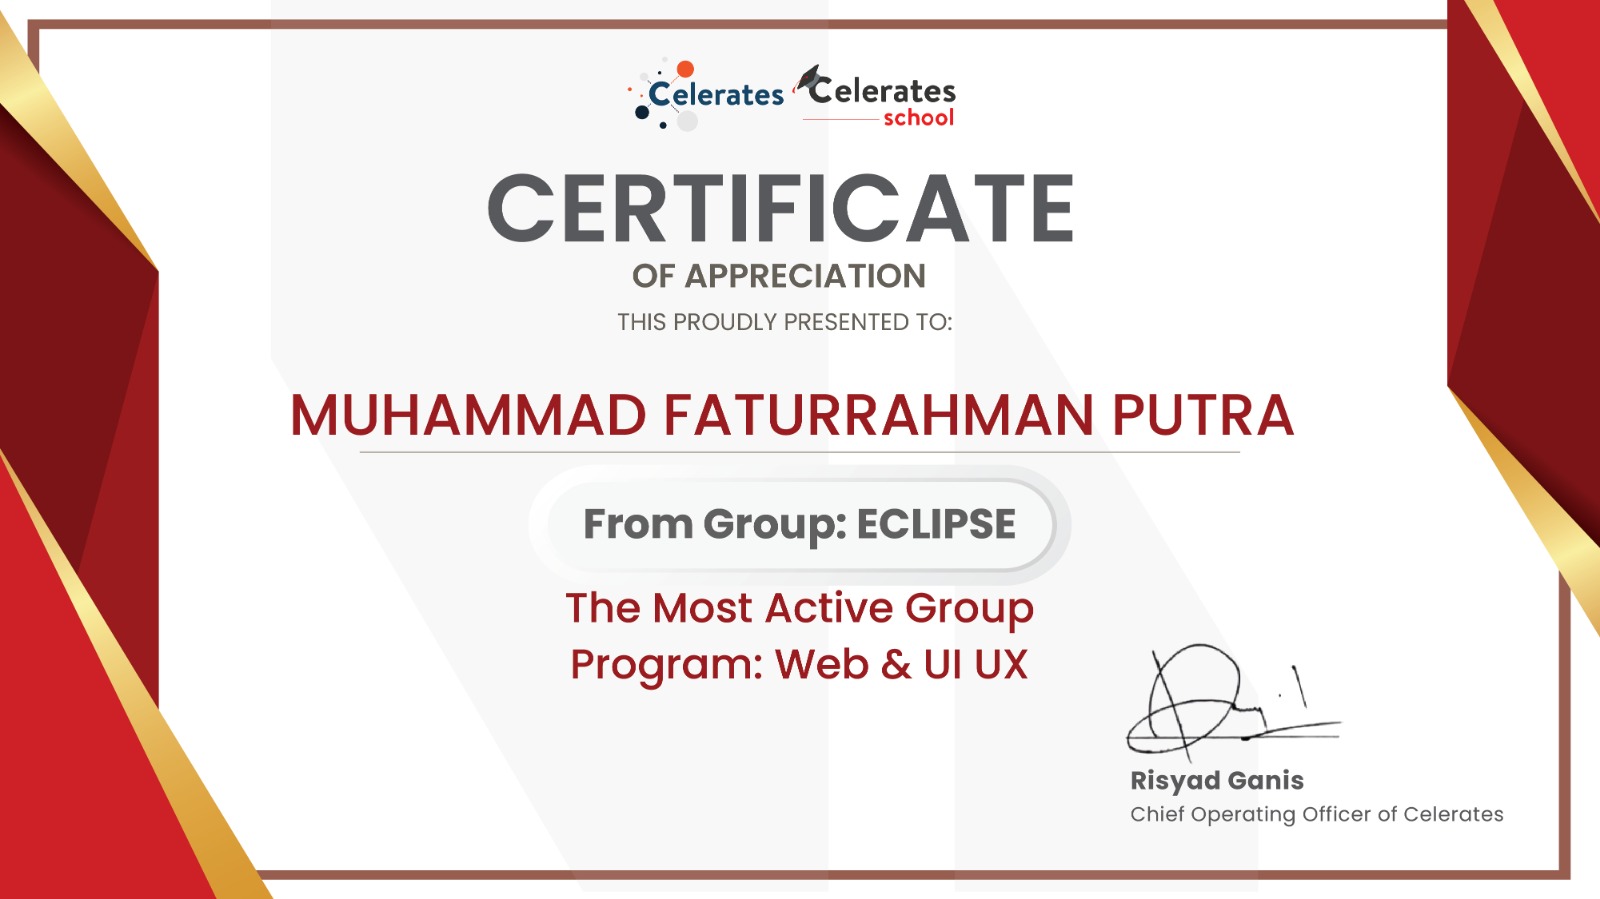 Celerates Celerates
school
CERTIFICATE
OF APPRECIATION
THIS PROUDLY PRESENTED TO:
MUHAMMAD FATURRAHMAN PUTRA
From Group: ECLIPSE
The Most Active Group
Program: Web & UI UX
Risyad Ganis
Chief Operating Officer of Celerates